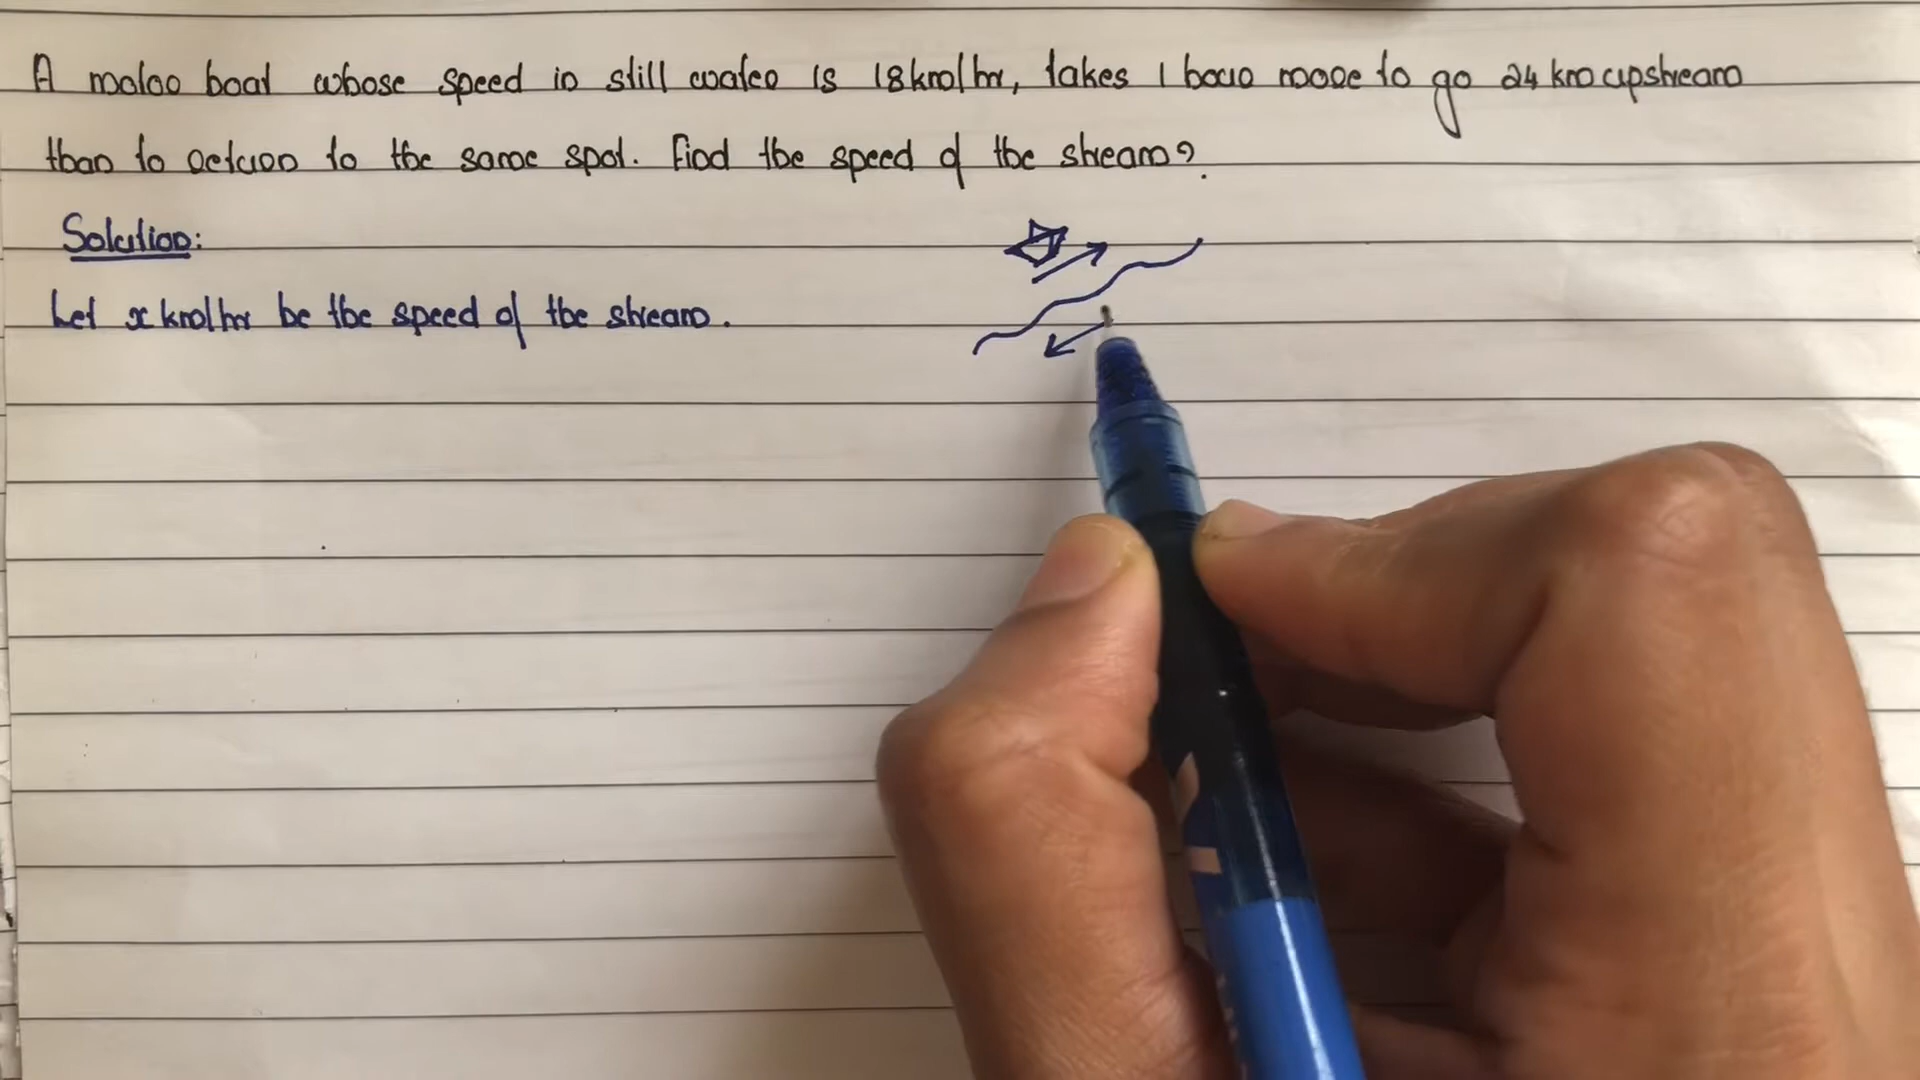 A motor boat whose speed in still water is 18km/hr, takes 1 hour more to go 24 km upstream
than to return to the same spot. Find the speed of the stream?
Solution:
Let x km/hr be the speed of the stream.